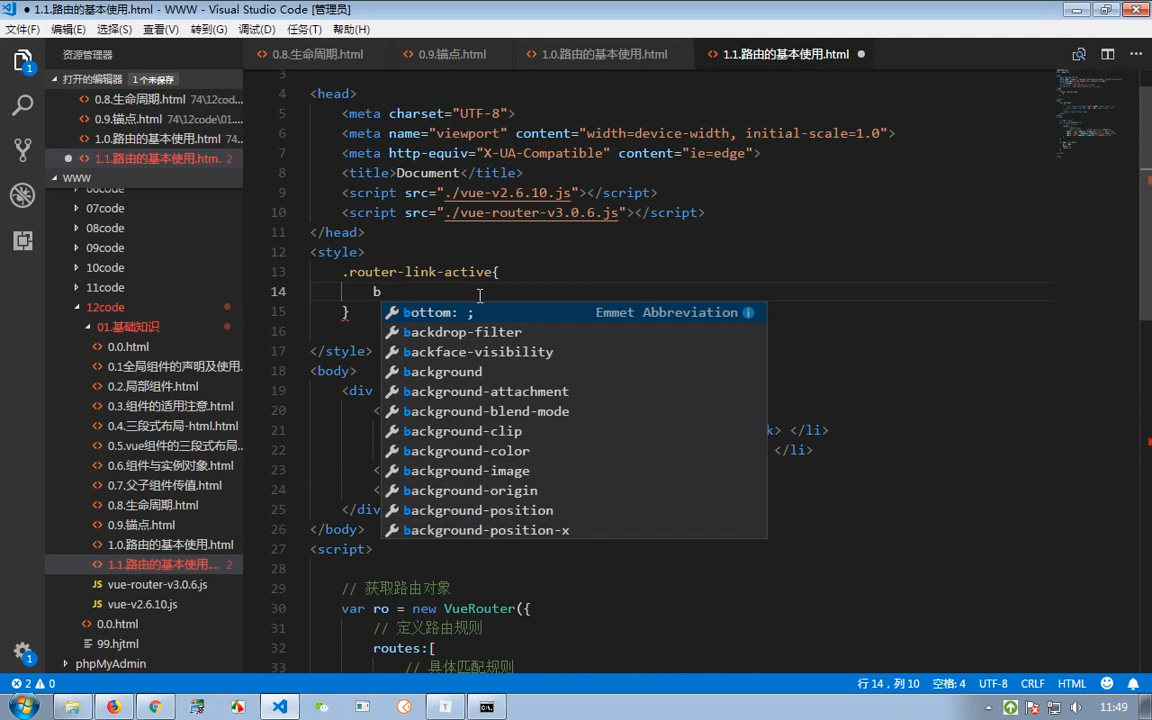 ● 1.1.路由的基本使用.html - WWW - Visual Studio Code [管理员]
文件(F) 编辑(E) 选择(S) 查看(V) 转到(G) 调试(D) 任务(T) 帮助(H)
资源管理器
0.8.生命周期.html
0.9.锚点.html
1.0.路由的基本使用.html
1.1.路由的基本使用.html ●
打开的编辑器 1 个未保存
0.8.生命周期.html 74\12cod...
0.9.锚点.html 74\12code\01....
1.0.路由的基本使用.html 74...
● 1.1.路由的基本使用.htm... 2
WWW
06code
07code
08code
09code
10code
11code
12code
01.基础知识
0.0.html
0.1全局组件的声明及使用....
0.2.局部组件.html
0.3.组件的适用注意.html
0.4.三段式布局-html.html
0.5.vue组件的三段式布局...
0.6.组件与实例对象.html
0.7.父子组件传值.html
0.8.生命周期.html
0.9.锚点.html
1.0.路由的基本使用.html
1.1.路由的基本使用.... 2
vue-router-v3.0.6.js
vue-v2.6.10.js
0.0.html
99.hjtml
phpMyAdmin
3
4 <head>
5 <meta charset="UTF-8">
6 <meta name="viewport" content="width=device-width, initial-scale=1.0">
7 <meta http-equiv="X-UA-Compatible" content="ie=edge">
8 <title>Document</title>
9 <script src="./vue-v2.6.10.js"></script>
10 <script src="./vue-router-v3.0.6.js"></script>
11 </head>
12 <style>
13 .router-link-active{
14 b
15 }
16
17 </style>
18 <body>
19 <div
20 <
21 k> </li>
22 </li>
23 <
24 <
25 </div
26 </body>
27 <script>
28
29 // 获取路由对象
30 var ro = new VueRouter({
31 // 定义路由规则
32 routes:[
33 // 具体匹配规则
bottom: ; Emmet Abbreviation
backdrop-filter
backface-visibility
background
background-attachment
background-blend-mode
background-clip
background-color
background-image
background-origin
background-position
background-position-x
2 0 行 14，列 10 空格: 4 UTF-8 CRLF HTML
11:49